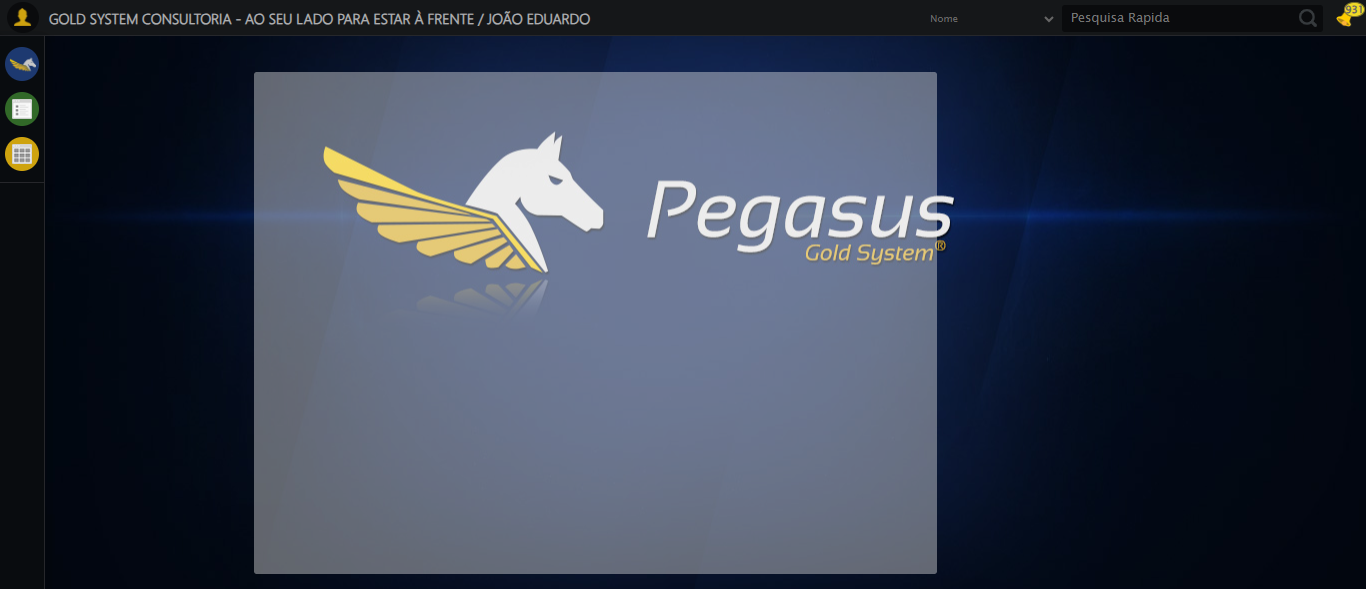 GOLD SYSTEM CONSULTORIA - AO SEU LADO PARA ESTAR À FRENTE / JOÃO EDUARDO
Nome
Pesquisa Rapida
931
Pegasus
Gold System®